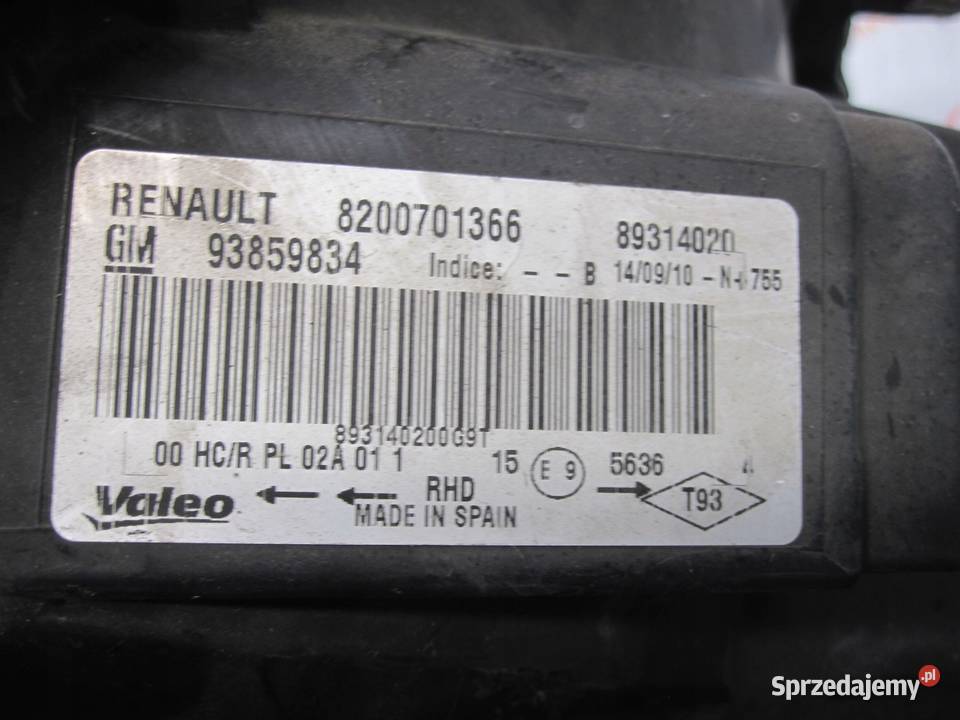 RENAULT 8200701366 89314020
GM 93859834 Indice: - - B 14/09/10 -
893140200G9T
00 HC/R PL 02A 01 1 15 E 9 5636
Valeo RHD T93
MADE IN SPAIN
Sprzedajemy.pl